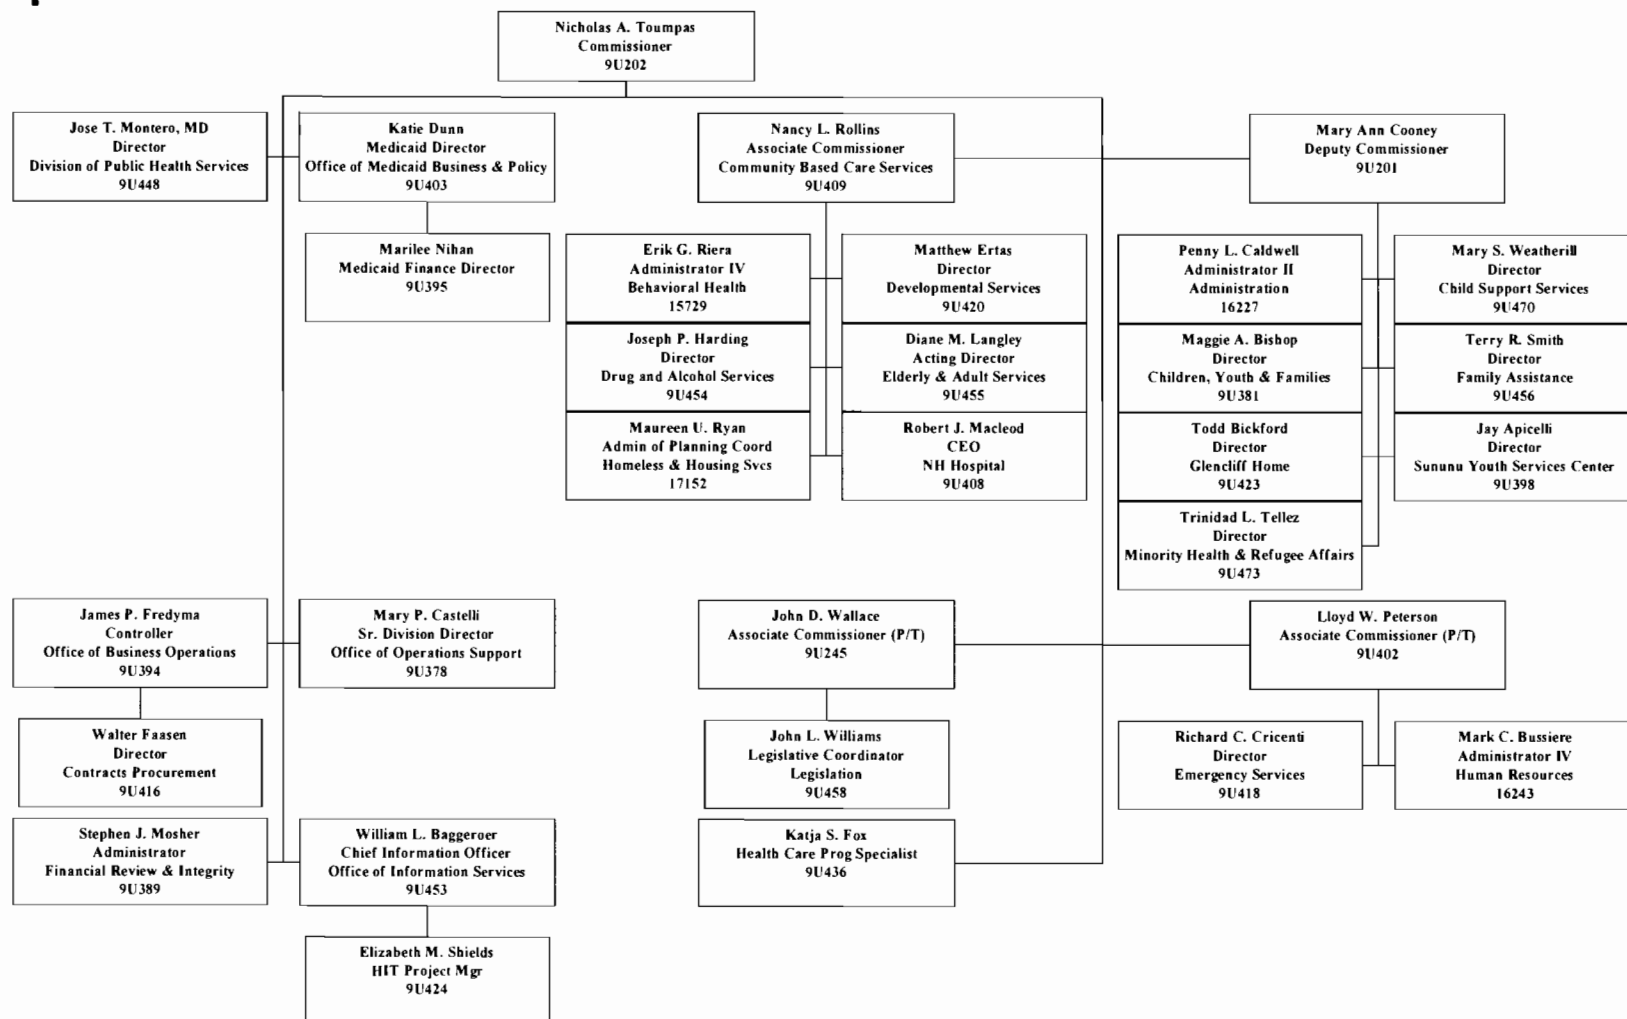 Nicholas A. Toumpas
Commissioner
9U202
Jose T. Montero, MD
Director
Division of Public Health Services
9U448
Katie Dunn
Medicaid Director
Office of Medicaid Business & Policy
9U403
Nancy L. Rollins
Associate Commissioner
Community Based Care Services
9U409
Mary Ann Cooney
Deputy Commissioner
9U201
Marilee Nihan
Medicaid Finance Director
9U395
Erik G. Riera
Administrator IV
Behavioral Health
15729
Matthew Ertas
Director
Developmental Services
9U420
Penny L. Caldwell
Administrator II
Administration
16227
Mary S. Weatherill
Director
Child Support Services
9U470
Joseph P. Harding
Director
Drug and Alcohol Services
9U454
Diane M. Langley
Acting Director
Elderly & Adult Services
9U455
Maggie A. Bishop
Director
Children, Youth & Families
9U381
Terry R. Smith
Director
Family Assistance
9U456
Maureen U. Ryan
Admin of Planning Coord
Homeless & Housing Svcs
17152
Robert J. Macleod
CEO
NH Hospital
9U408
Todd Bickford
Director
Glencliff Home
9U423
Jay Apicelli
Director
Sununu Youth Services Center
9U398
Trinidad L. Tellez
Director
Minority Health & Refugee Affairs
9U473
James P. Fredyma
Controller
Office of Business Operations
9U394
Mary P. Castelli
Sr. Division Director
Office of Operations Support
9U378
John D. Wallace
Associate Commissioner (P/T)
9U245
Lloyd W. Peterson
Associate Commissioner (P/T)
9U402
Walter Faasen
Director
Contracts Procurement
9U416
John L. Williams
Legislative Coordinator
Legislation
9U458
Richard C. Cricenti
Director
Emergency Services
9U418
Mark C. Bussiere
Administrator IV
Human Resources
16243
Stephen J. Mosher
Administrator
Financial Review & Integrity
9U389
William L. Baggeroer
Chief Information Officer
Office of Information Services
9U453
Katja S. Fox
Health Care Prog Specialist
9U436
Elizabeth M. Shields
HIT Project Mgr
9U424